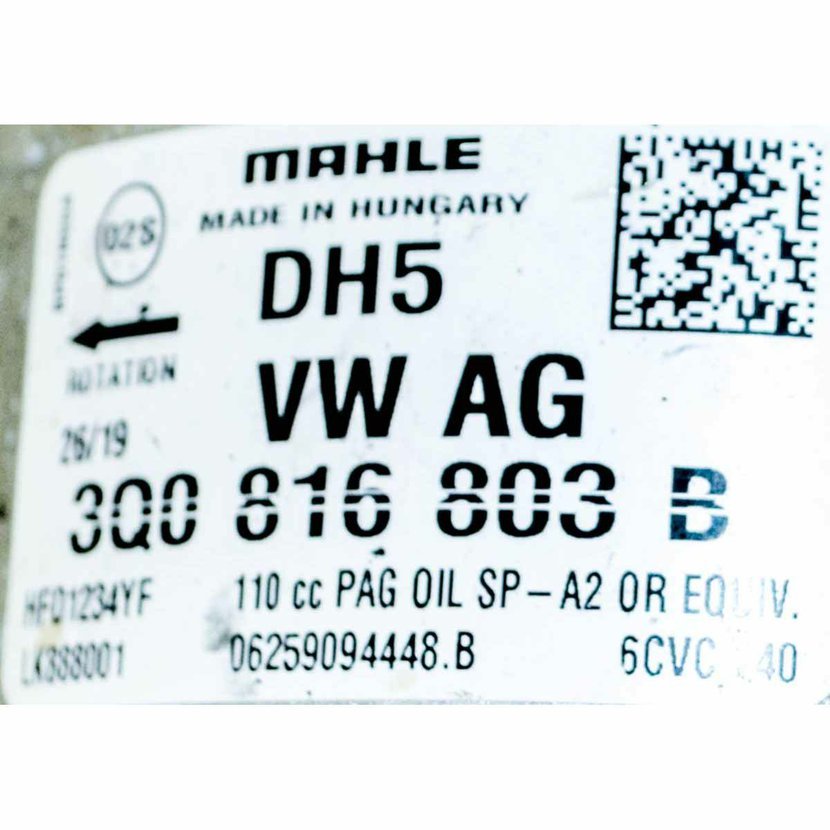 MAHLE
MADE IN HUNGARY
02S
DH5
ROTATION
VW AG
26/19
3Q0 816 803 B
HFO1234YF 110 cc PAG OIL SP-A2 OR EQUIV.
LK388001 06259094448.B